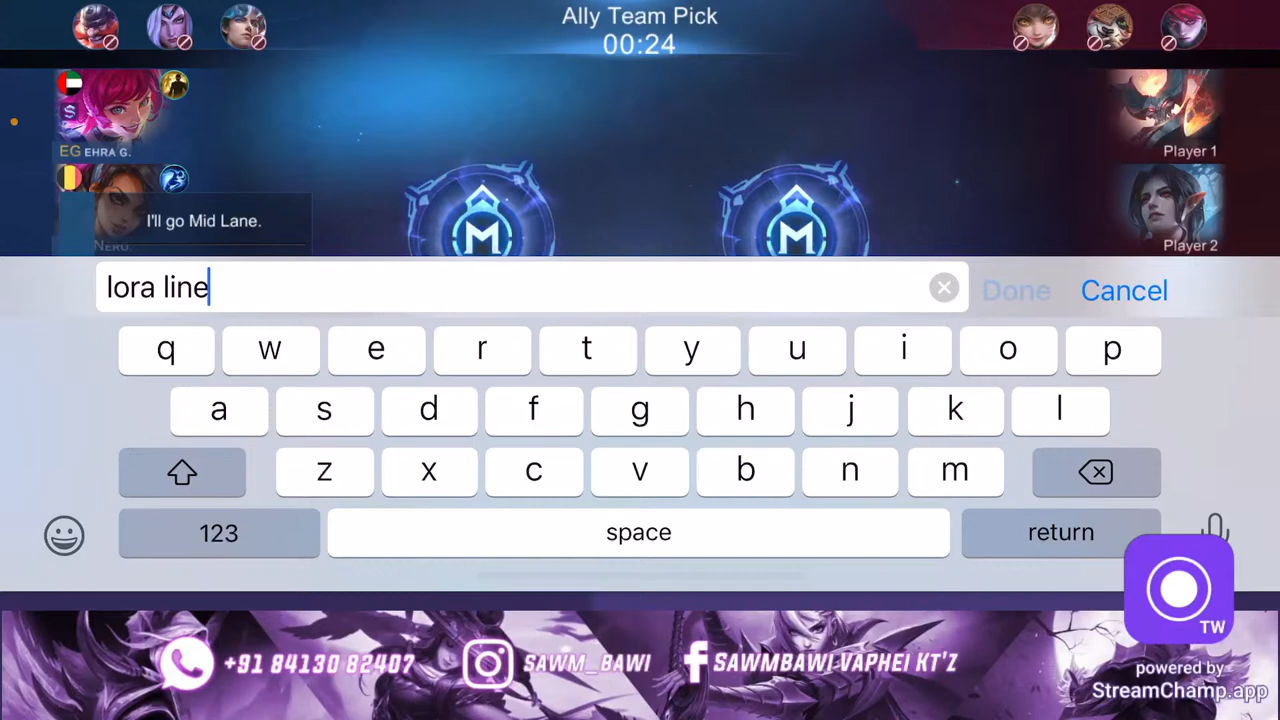 Ally Team Pick
00:24
S
EG EHRA G.
Player 1
I'll go Mid Lane.
NERO.
Player 2
lora line
Done Cancel
q w e r t y u i o p
a s d f g h j k l
z x c v b n m
123 space return
TW
+91 84130 82407 SAWM_BAWI SAWMBAWI VAPHEI KT'Z
powered by
StreamChamp.app